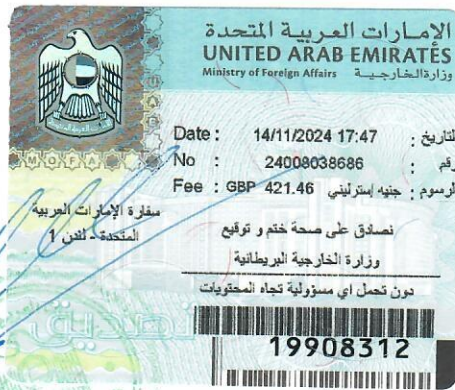 الإمارات العربية المتحدة
UNITED ARAB EMIRATES
Ministry of Foreign Affairs وزارة الخارجية
Date : 14/11/2024 17:47 التاريخ :
No : 24008038686 رقم :
Fee : GBP 421.46 الرسوم : جنيه إسترليني
MOFA
سفارة الإمارات العربية
المتحدة - لندن 1
نصادق على صحة ختم و توقيع
وزارة الخارجية البريطانية
دون تحمل اي مسؤولية تجاه المحتويات
تصديق
19908312